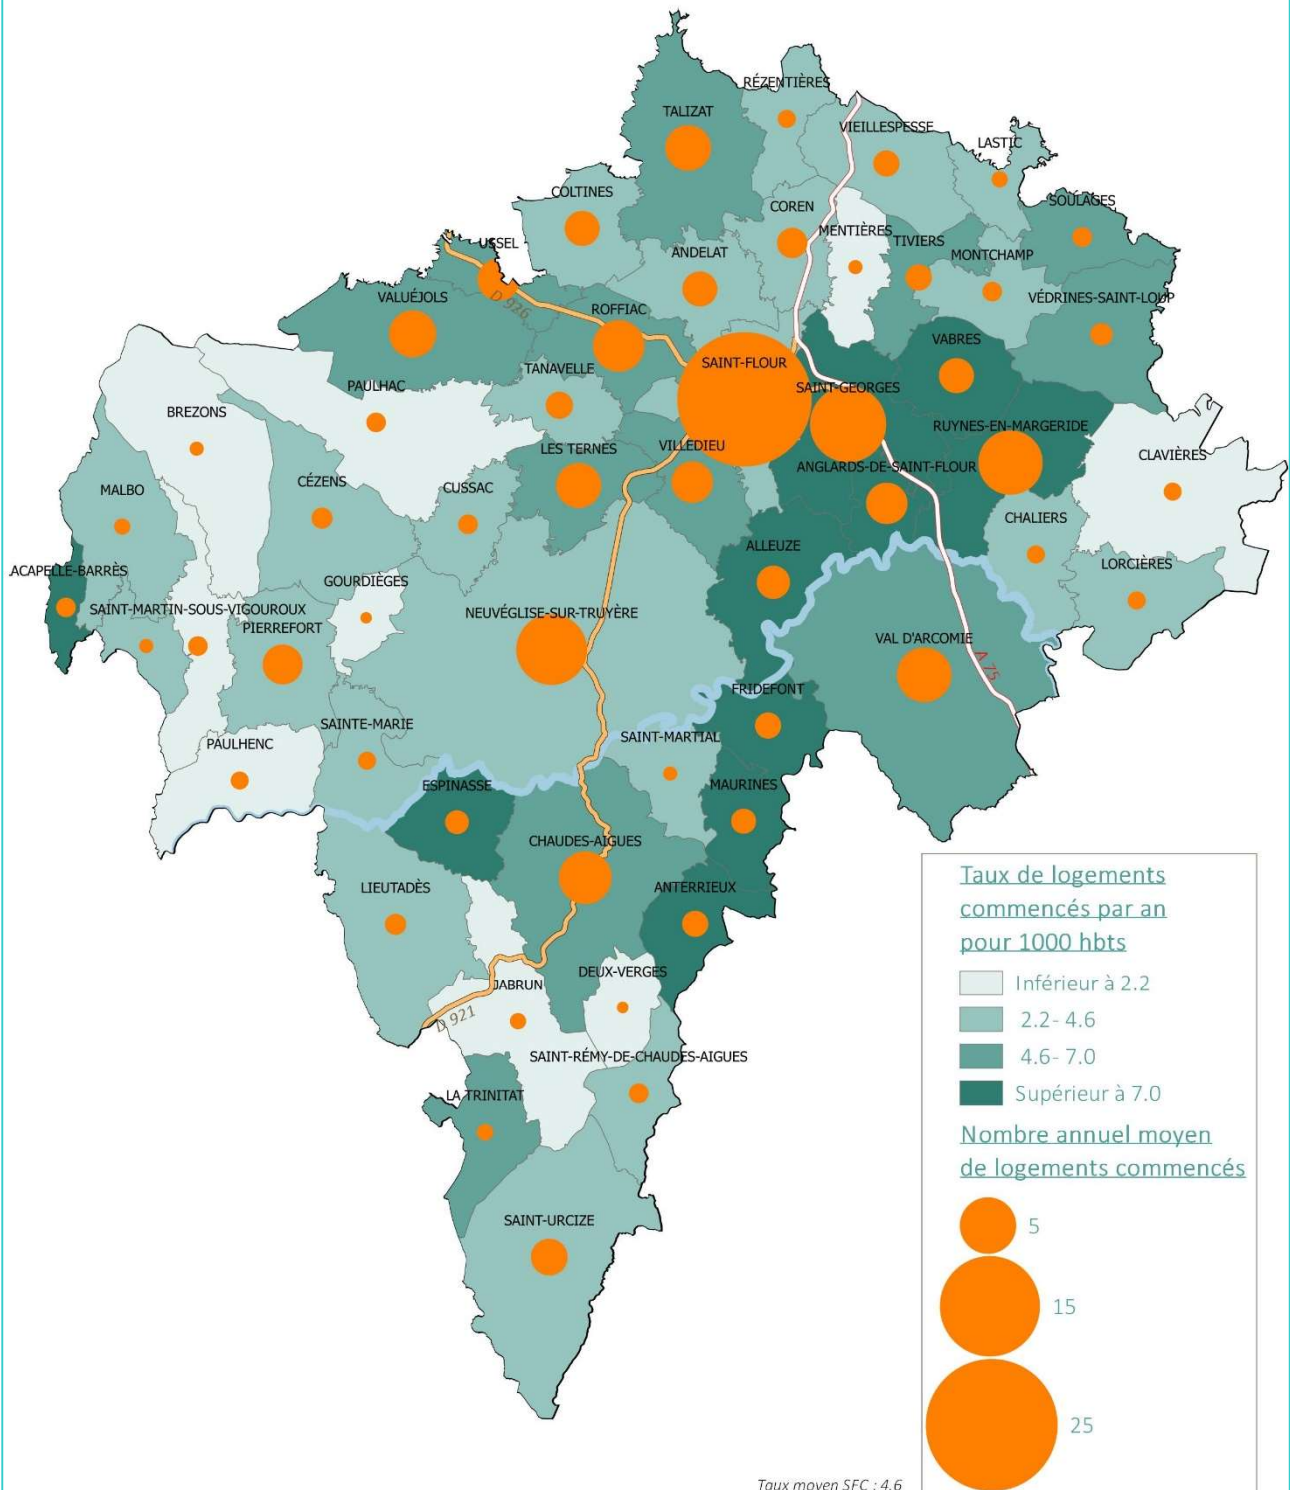 RÉZENTIÈRES
TALIZAT
VIEILLESPESSE
LASTIC
COLTINES
SOULAGES
COREN
MENTIÈRES
TIVIERS
USSEL
ANDELAT
MONTCHAMP
VALUÉJOLS
D 926
ROFFIAC
VÉDRINES-SAINT-LOUP
VABRES
SAINT-FLOUR
TANAVELLE
PAULHAC
SAINT-GEORGES
BREZONS
RUYNES-EN-MARGERIDE
LES TERNES
VILLEDIEU
CLAVIÈRES
ANGLARDS-DE-SAINT-FLOUR
CÉZENS
CUSSAC
MALBO
CHALIERS
ALLEUZE
LORCIÈRES
ACAPELLE-BARRÈS
GOURDIÈGES
SAINT-MARTIN-SOUS-VIGOUROUX
NEUVÉGLISE-SUR-TRUYÈRE
PIERREFORT
VAL D'ARCOMIE
A 75
FRIDEFONT
SAINTE-MARIE
SAINT-MARTIAL
PAULHENC
ESPINASSE
MAURINES
CHAUDES-AIGUES
LIEUTADÈS
ANTERRIEUX
DEUX-VERGES
JABRUN
D 921
SAINT-RÉMY-DE-CHAUDES-AIGUES
LA TRINITAT
SAINT-URCIZE
Taux de logements
commencés par an
pour 1000 hbts
Inférieur à 2.2
2.2- 4.6
4.6- 7.0
Supérieur à 7.0
Nombre annuel moyen
de logements commencés
5
15
25
Taux moyen SFC : 4.6